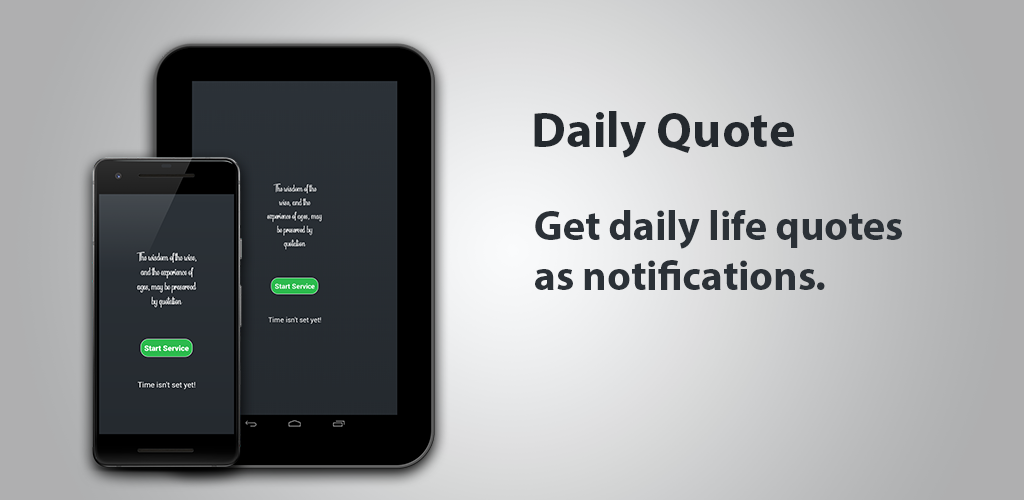 Daily Quote
Get daily life quotes
as notifications.
The wisdom of the
wise, and the
experience of ages, may
be preserved by
quotation
Start Service
Time isn't set yet!
The wisdom of the wise,
and the experience of
ages, may be preserved
by quotation
Start Service
Time isn't set yet!